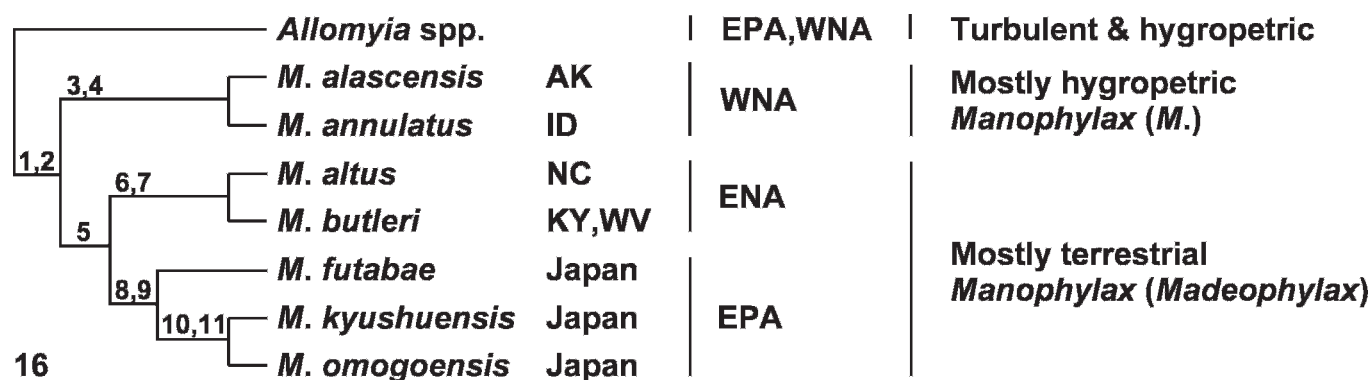 Allomyia spp. EPA,WNA Turbulent & hygropetric
3,4 M. alascensis AK WNA Mostly hygropetric
M. annulatus ID Manophylax (M.)
1,2
6,7 M. altus NC ENA
5 M. butleri KY,WV
Mostly terrestrial
8,9 M. futabae Japan EPA Manophylax (Madeophylax)
10,11 M. kyushuensis Japan
16 M. omogoensis Japan